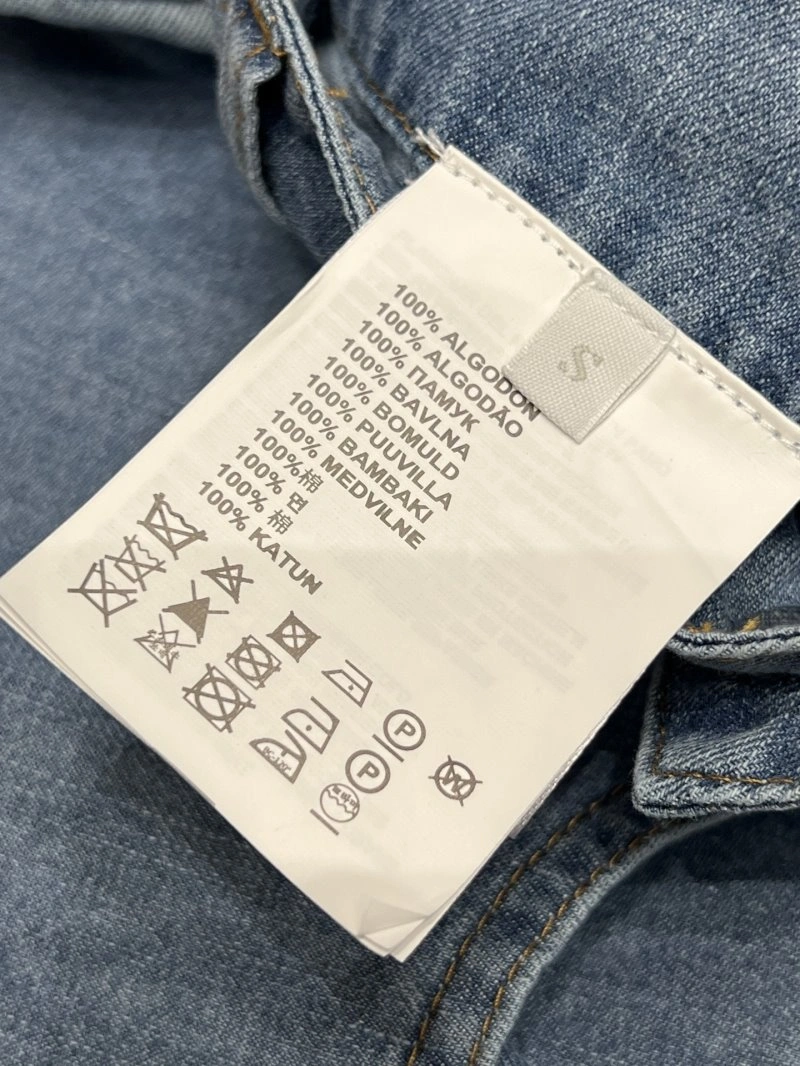 100% ALGODÓN
100% ALGODÃO
100% ПАМУК
100% BAVLNA
100% BOMULD
100% PUUVILLA
100% BAMBAKI
100% MEDVILNE
100%棉
100% 면
100% 棉
100% KATUN
S
P
P